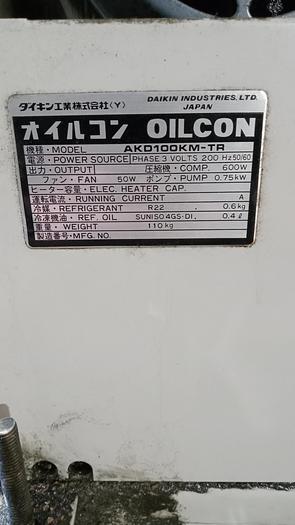 ダイキン工業株式会社(Y) DAIKIN INDUSTRIES, LTD. JAPAN
オイルコン OILCON
機種・MODEL AKD100KM-TR
電源・POWER SOURCE PHASE 3 VOLTS 200 Hz 50/60
出力・OUTPUT 圧縮機・COMP. 600W
ファン・FAN 50W ポンプ・PUMP 0.75kW
ヒーター容量・ELEC. HEATER CAP.
運転電流・RUNNING CURRENT A
冷媒・REFRIGERANT R22 0.6kg
冷凍機油・REF. OIL SUNISO4GS-DI. 0.4ℓ
重量・WEIGHT 110kg
製造番号・MFG. NO.